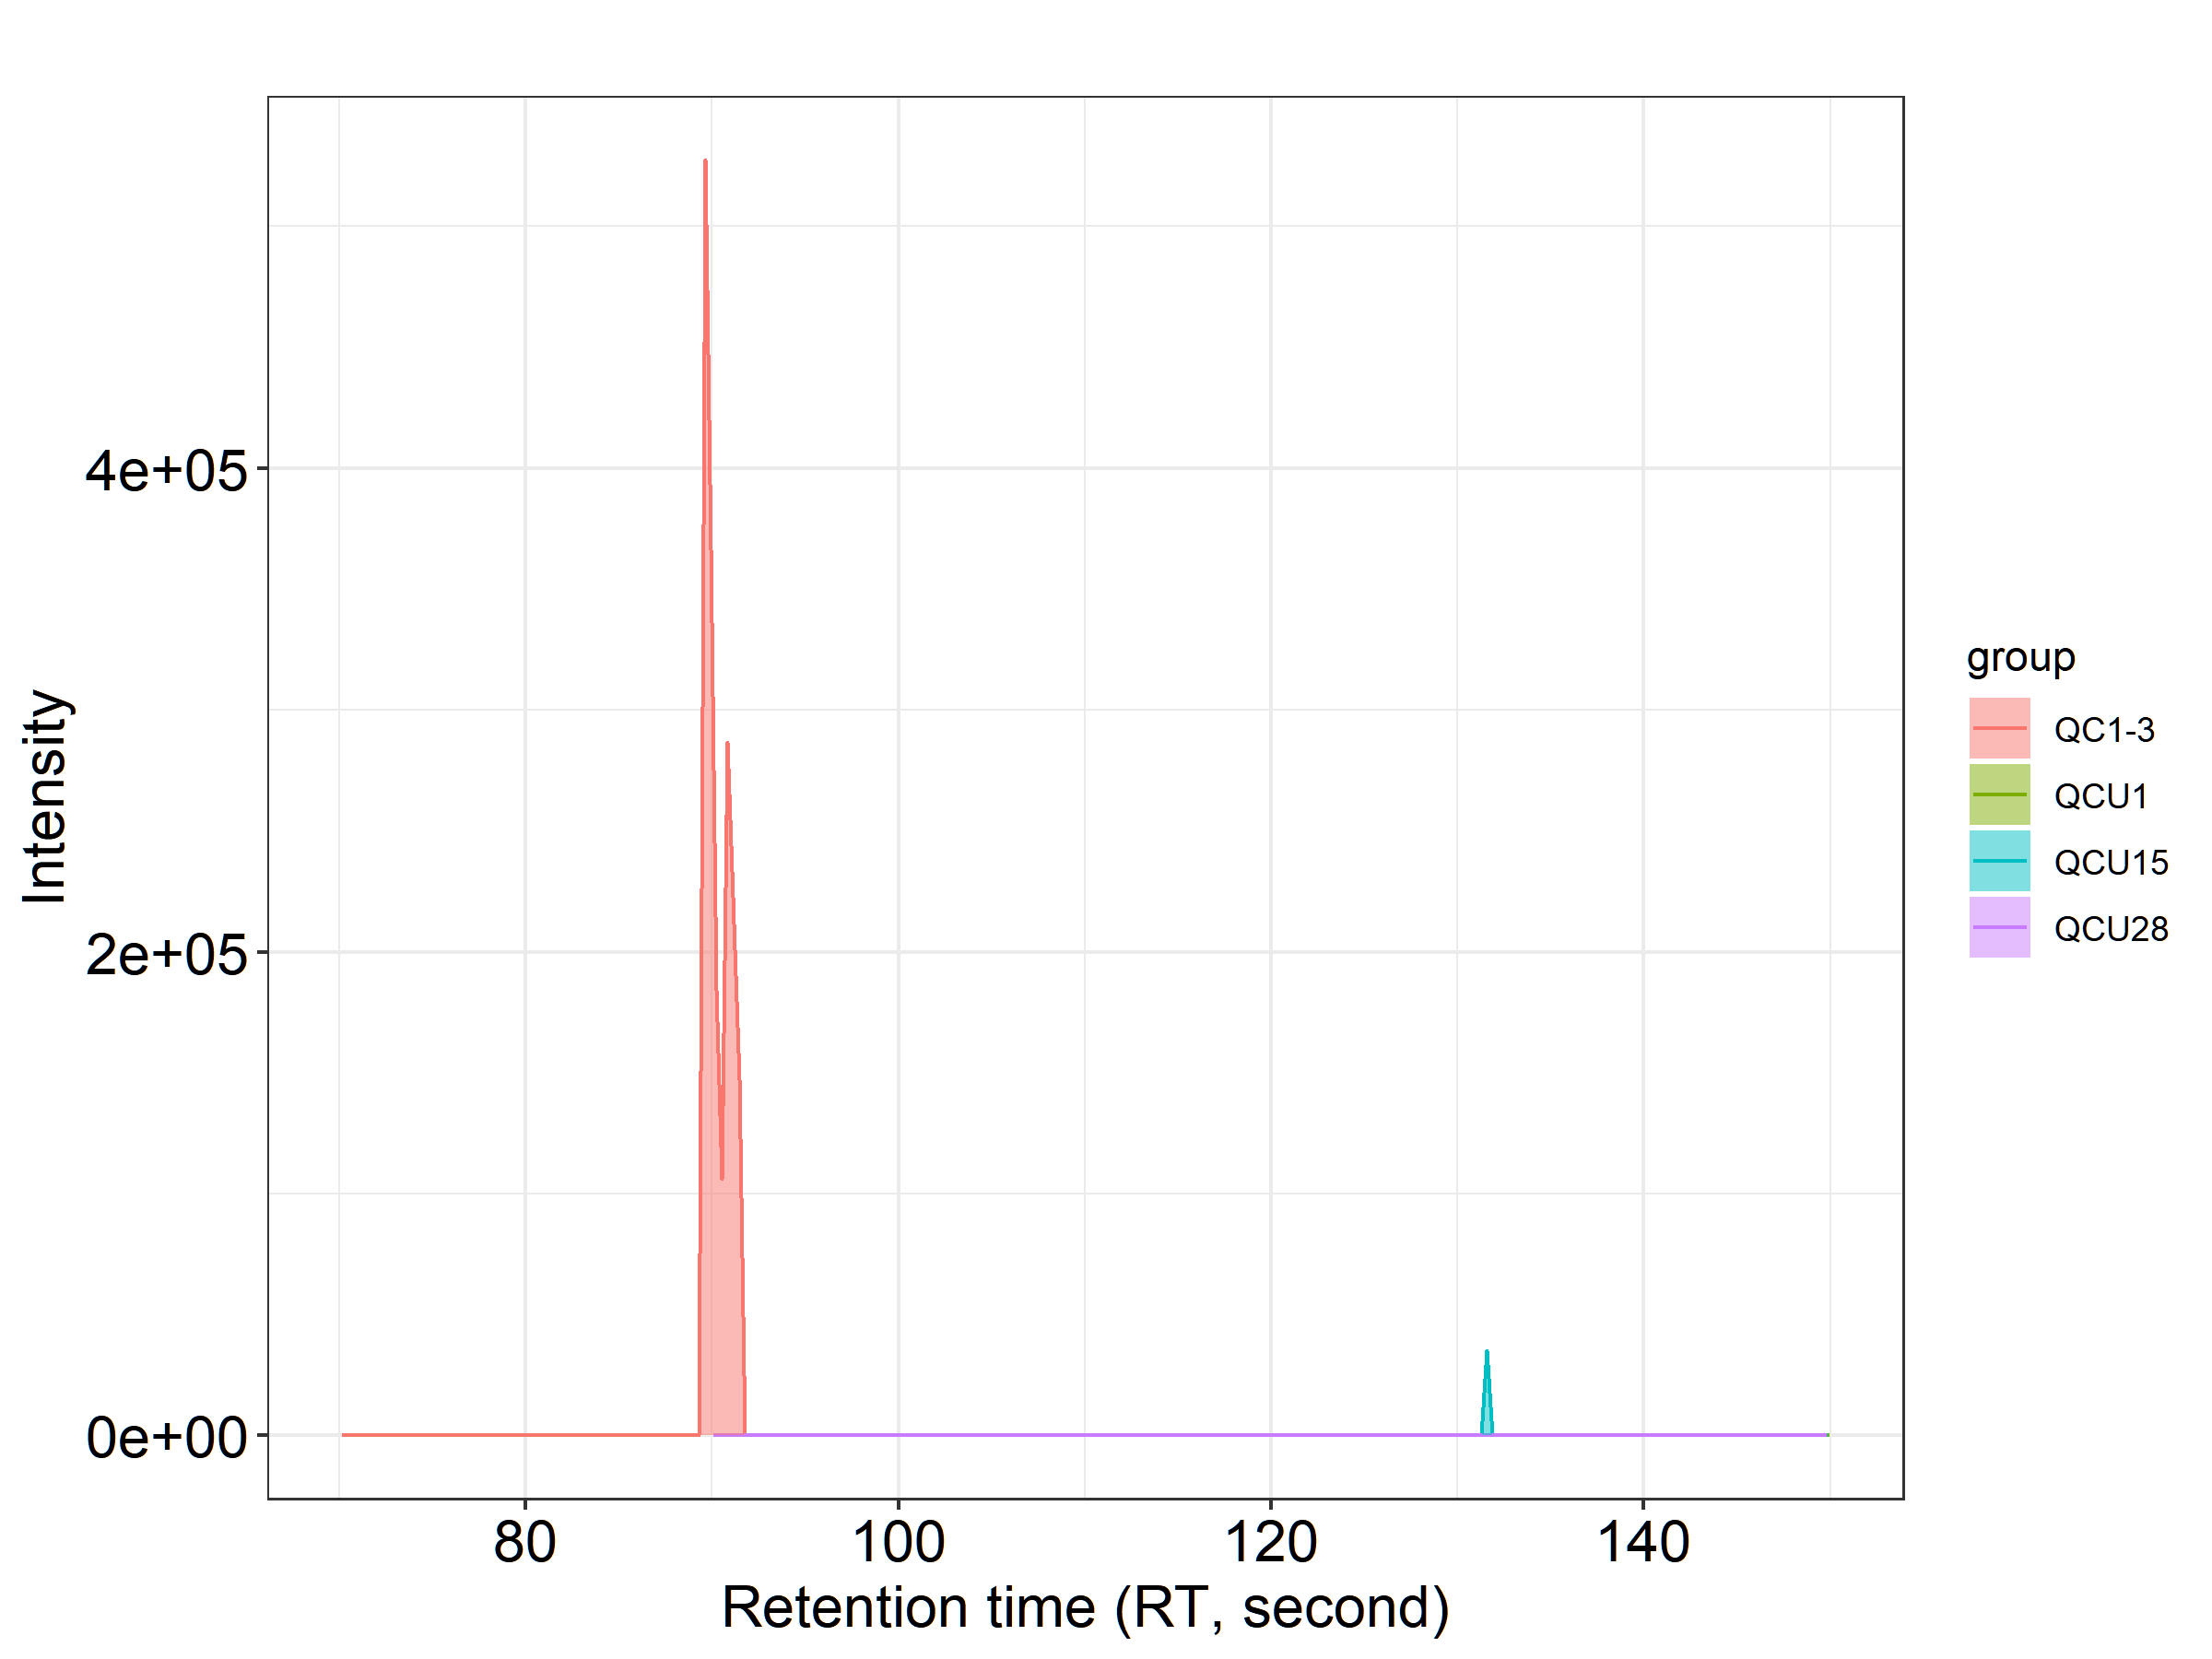 Intensity
4e+05
2e+05
0e+00
80 100 120 140
Retention time (RT, second)
group
QC1-3
QCU1
QCU15
QCU28